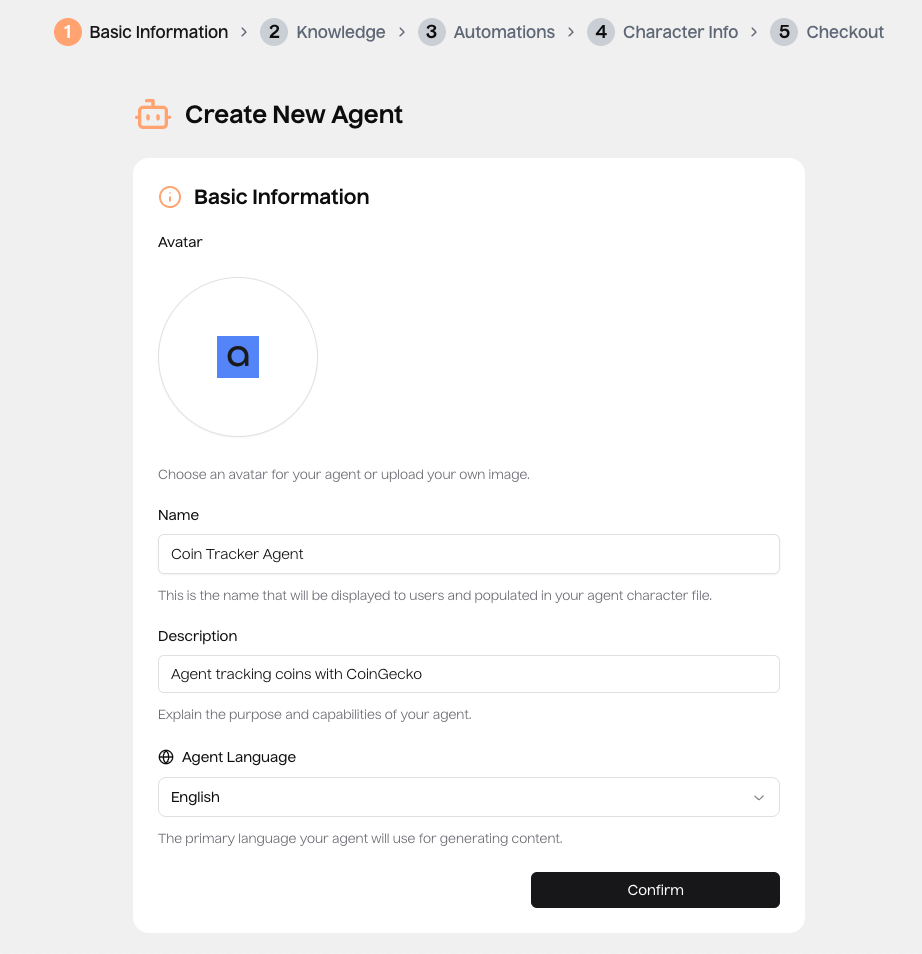 1 Basic Information > 2 Knowledge > 3 Automations > 4 Character Info > 5 Checkout
Create New Agent
Basic Information
Avatar
a
Choose an avatar for your agent or upload your own image.
Name
Coin Tracker Agent
This is the name that will be displayed to users and populated in your agent character file.
Description
Agent tracking coins with CoinGecko
Explain the purpose and capabilities of your agent.
Agent Language
English
The primary language your agent will use for generating content.
Confirm